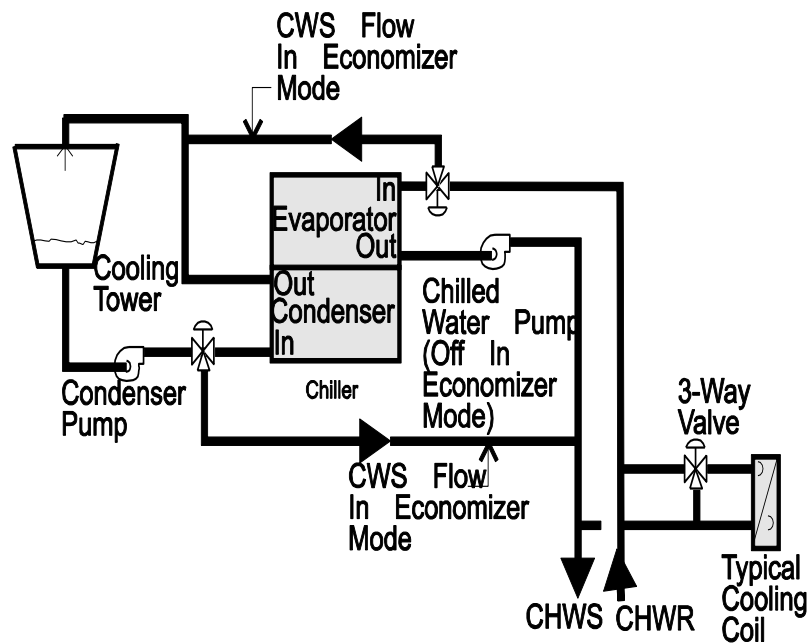 CWS Flow
In Economizer
Mode
In
Evaporator
Out
Cooling
Tower
Out
Condenser
In
Chilled
Water Pump
(Off In
Economizer
Mode)
Condenser
Pump
Chiller
3-Way
Valve
CWS Flow
In Economizer
Mode
Typical
Cooling
Coil
CHWS
CHWR